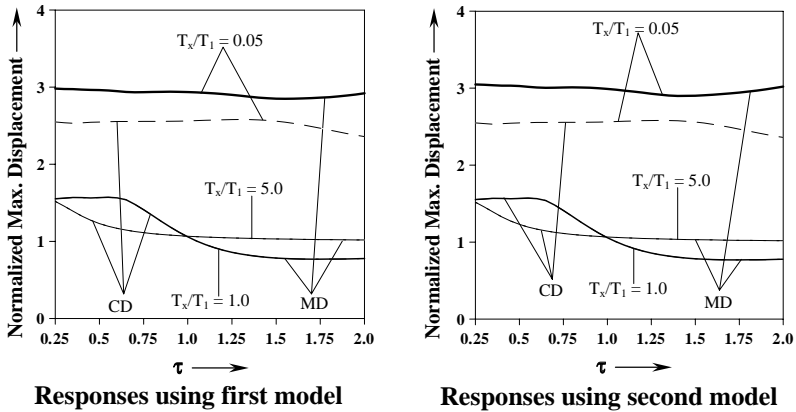 Normalized Max. Displacement
4
3
2
1
0
Tₓ/T₁ = 0.05
Tₓ/T₁ = 5.0
Tₓ/T₁ = 1.0
CD
MD
0.25 0.5 0.75 1.0 1.25 1.5 1.75 2.0
τ
Responses using first model
Normalized Max. Displacement
4
3
2
1
0
Tₓ/T₁ = 0.05
Tₓ/T₁ = 5.0
Tₓ/T₁ = 1.0
CD
MD
0.25 0.5 0.75 1.0 1.25 1.5 1.75 2.0
τ
Responses using second model